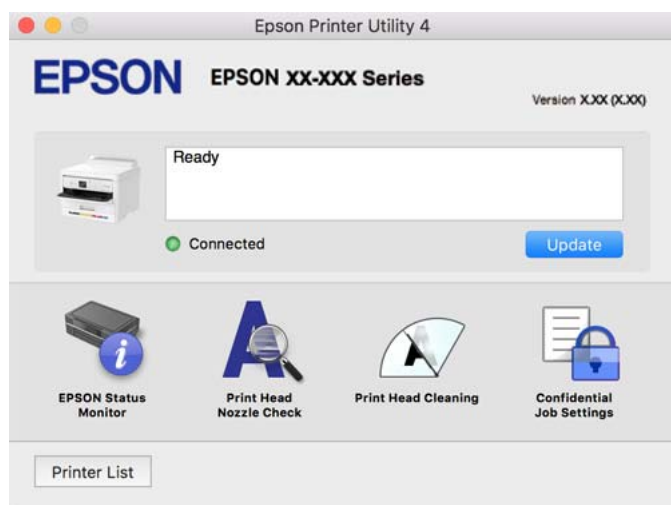 Epson Printer Utility 4
EPSON
EPSON XX-XXX Series
Version X.XX (X.XX)
Ready
Connected
Update
EPSON Status
Monitor
Print Head
Nozzle Check
Print Head Cleaning
Confidential
Job Settings
Printer List